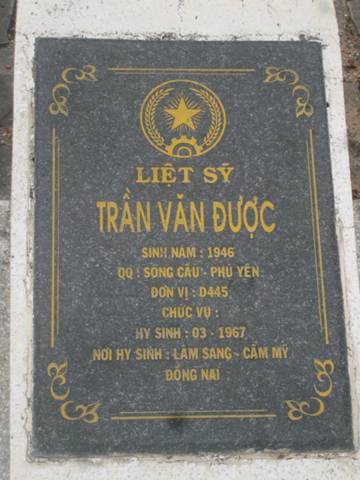 LIỆT SỸ
TRẦN VĂN ĐƯỢC
SINH NĂM : 1946
QQ : SÔNG CẦU - PHÚ YÊN
ĐƠN VỊ : D445
CHỨC VỤ :
HY SINH : 03 - 1967
NƠI HY SINH : LÂM SANG - CẨM MỸ
ĐỒNG NAI